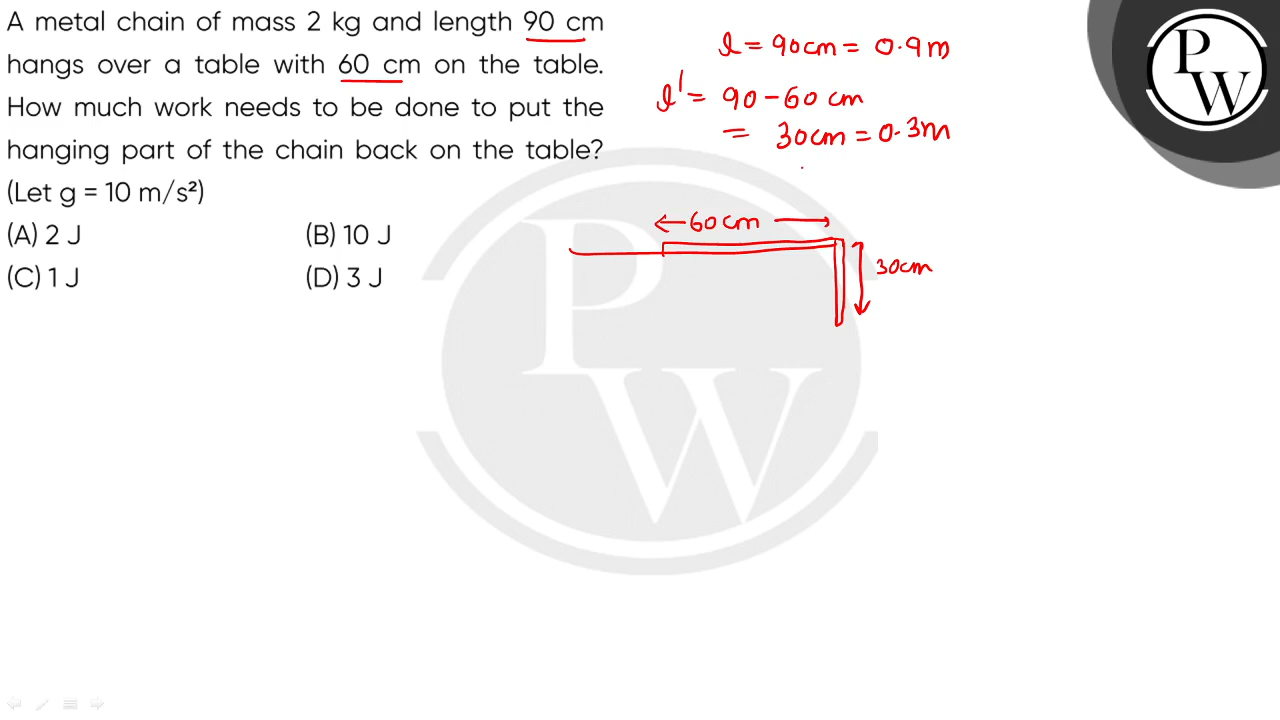 A metal chain of mass 2 kg and length 90 cm
hangs over a table with 60 cm on the table.
How much work needs to be done to put the
hanging part of the chain back on the table?
(Let g = 10 m/s²)
(A) 2 J (B) 10 J
(C) 1 J (D) 3 J
l = 90cm = 0.9m
l' = 90 - 60 cm
= 30cm = 0.3m
60cm
30cm
PW
PW